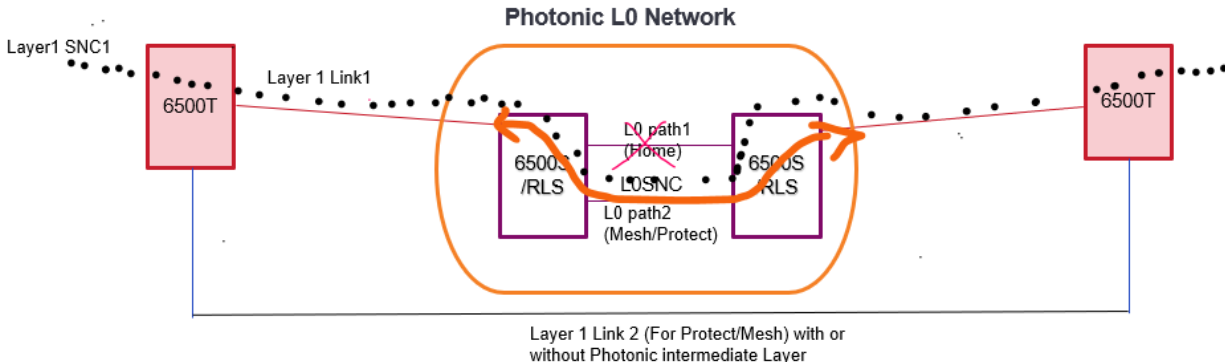 Photonic L0 Network
Layer1 SNC1
Layer 1 Link1
6500T
6500T
L0 path1
(Home)
6500S
/RLS
6500S
/RLS
L0SNC
L0 path2
(Mesh/Protect)
Layer 1 Link 2 (For Protect/Mesh) with or
without Photonic intermediate Layer